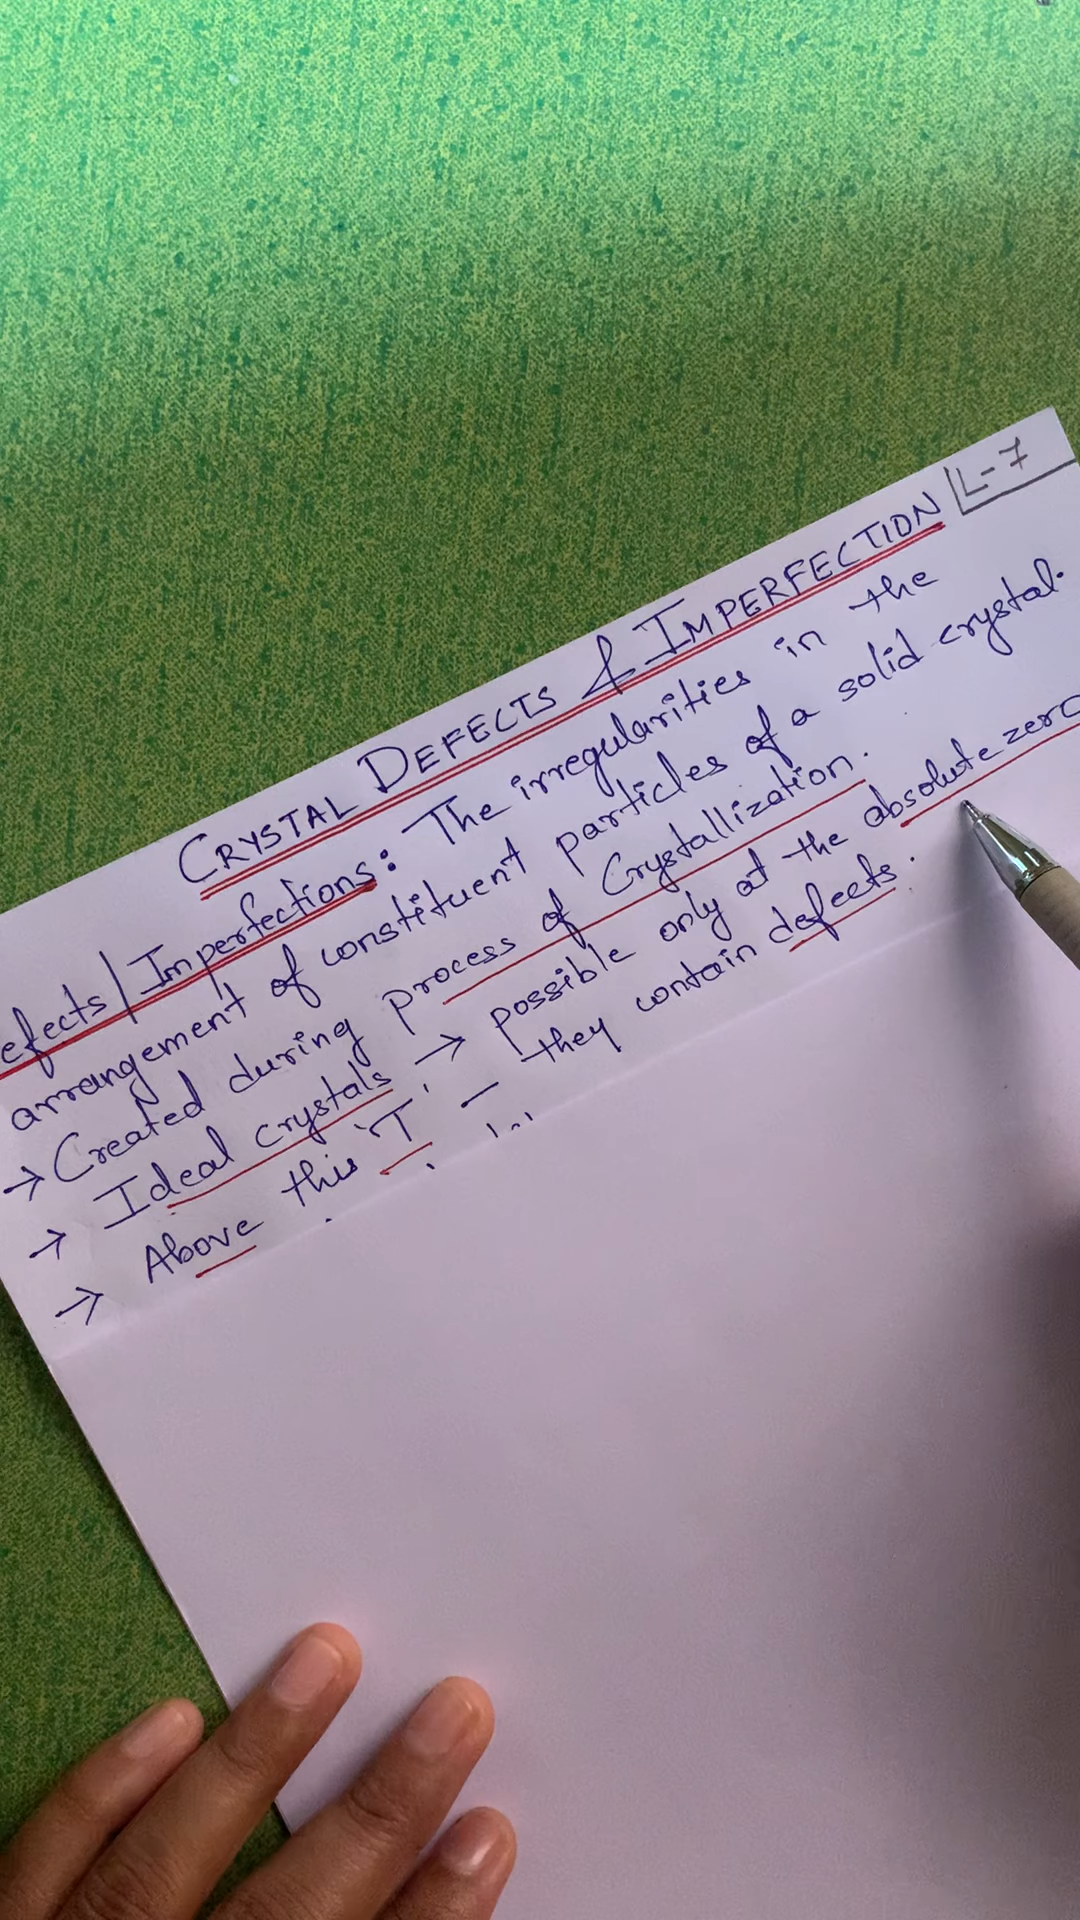 L-7
CRYSTAL DEFECTS & IMPERFECTION
efects/Imperfections: The irregularities in the
arrangement of constituent particles of a solid crystal.
→ Created during process of Crystallization.
→ Ideal crystals → possible only at the absolute zero
→ Above this 'T' – they contain defects.